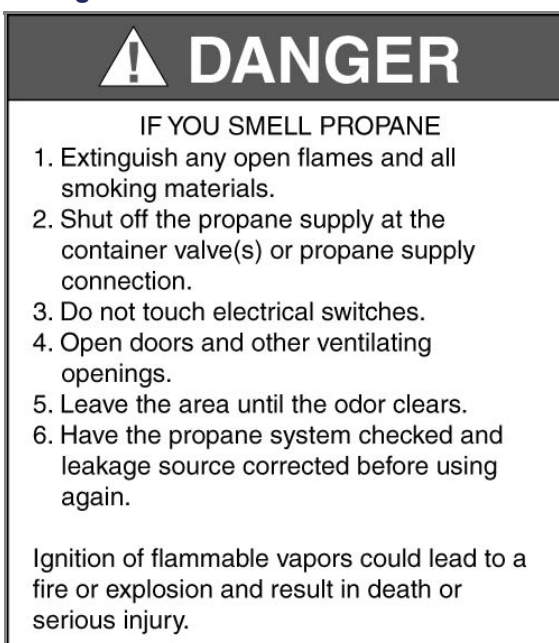 DANGER
IF YOU SMELL PROPANE
1. Extinguish any open flames and all
smoking materials.
2. Shut off the propane supply at the
container valve(s) or propane supply
connection.
3. Do not touch electrical switches.
4. Open doors and other ventilating
openings.
5. Leave the area until the odor clears.
6. Have the propane system checked and
leakage source corrected before using
again.
Ignition of flammable vapors could lead to a
fire or explosion and result in death or
serious injury.